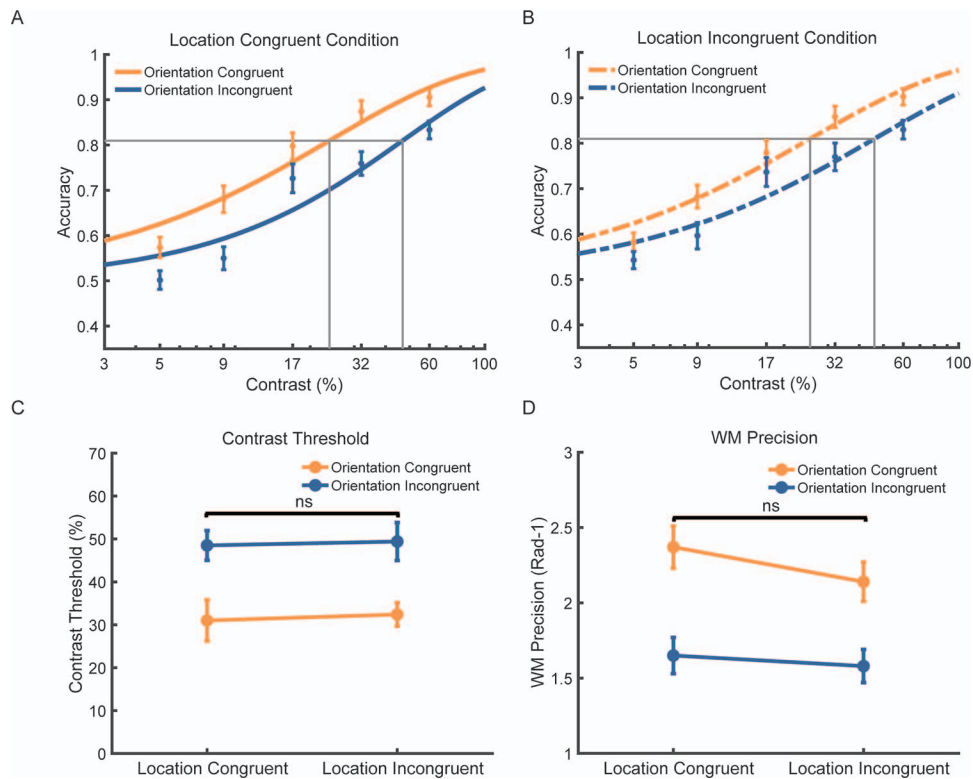 A
Location Congruent Condition
Orientation Congruent
Orientation Incongruent
Accuracy
1
0.9
0.8
0.7
0.6
0.5
0.4
3 5 9 17 32 60 100
Contrast (%)
B
Location Incongruent Condition
Orientation Congruent
Orientation Incongruent
Accuracy
1
0.9
0.8
0.7
0.6
0.5
0.4
3 5 9 17 32 60 100
Contrast (%)
C
Contrast Threshold
Orientation Congruent
Orientation Incongruent
ns
Contrast Threshold (%)
70
60
50
40
30
20
10
0
Location Congruent Location Incongruent
D
WM Precision
Orientation Congruent
Orientation Incongruent
ns
WM Precision (Rad-1)
3
2.5
2
1.5
1
Location Congruent Location Incongruent